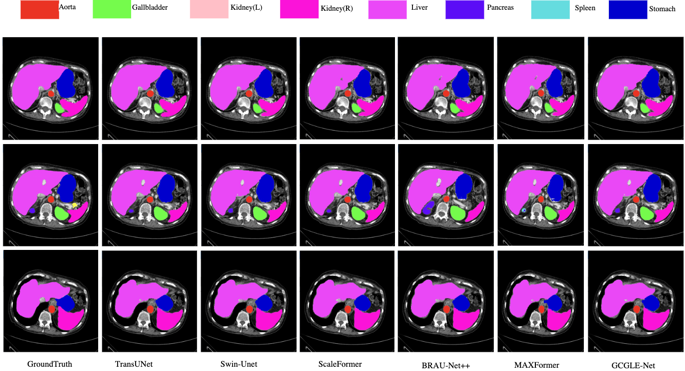 Aorta Gallbladder Kidney(L) Kidney(R) Liver Pancreas Spleen Stomach
GroundTruth TransUNet Swin-Unet ScaleFormer BRAU-Net++ MAXFormer GCGLE-Net